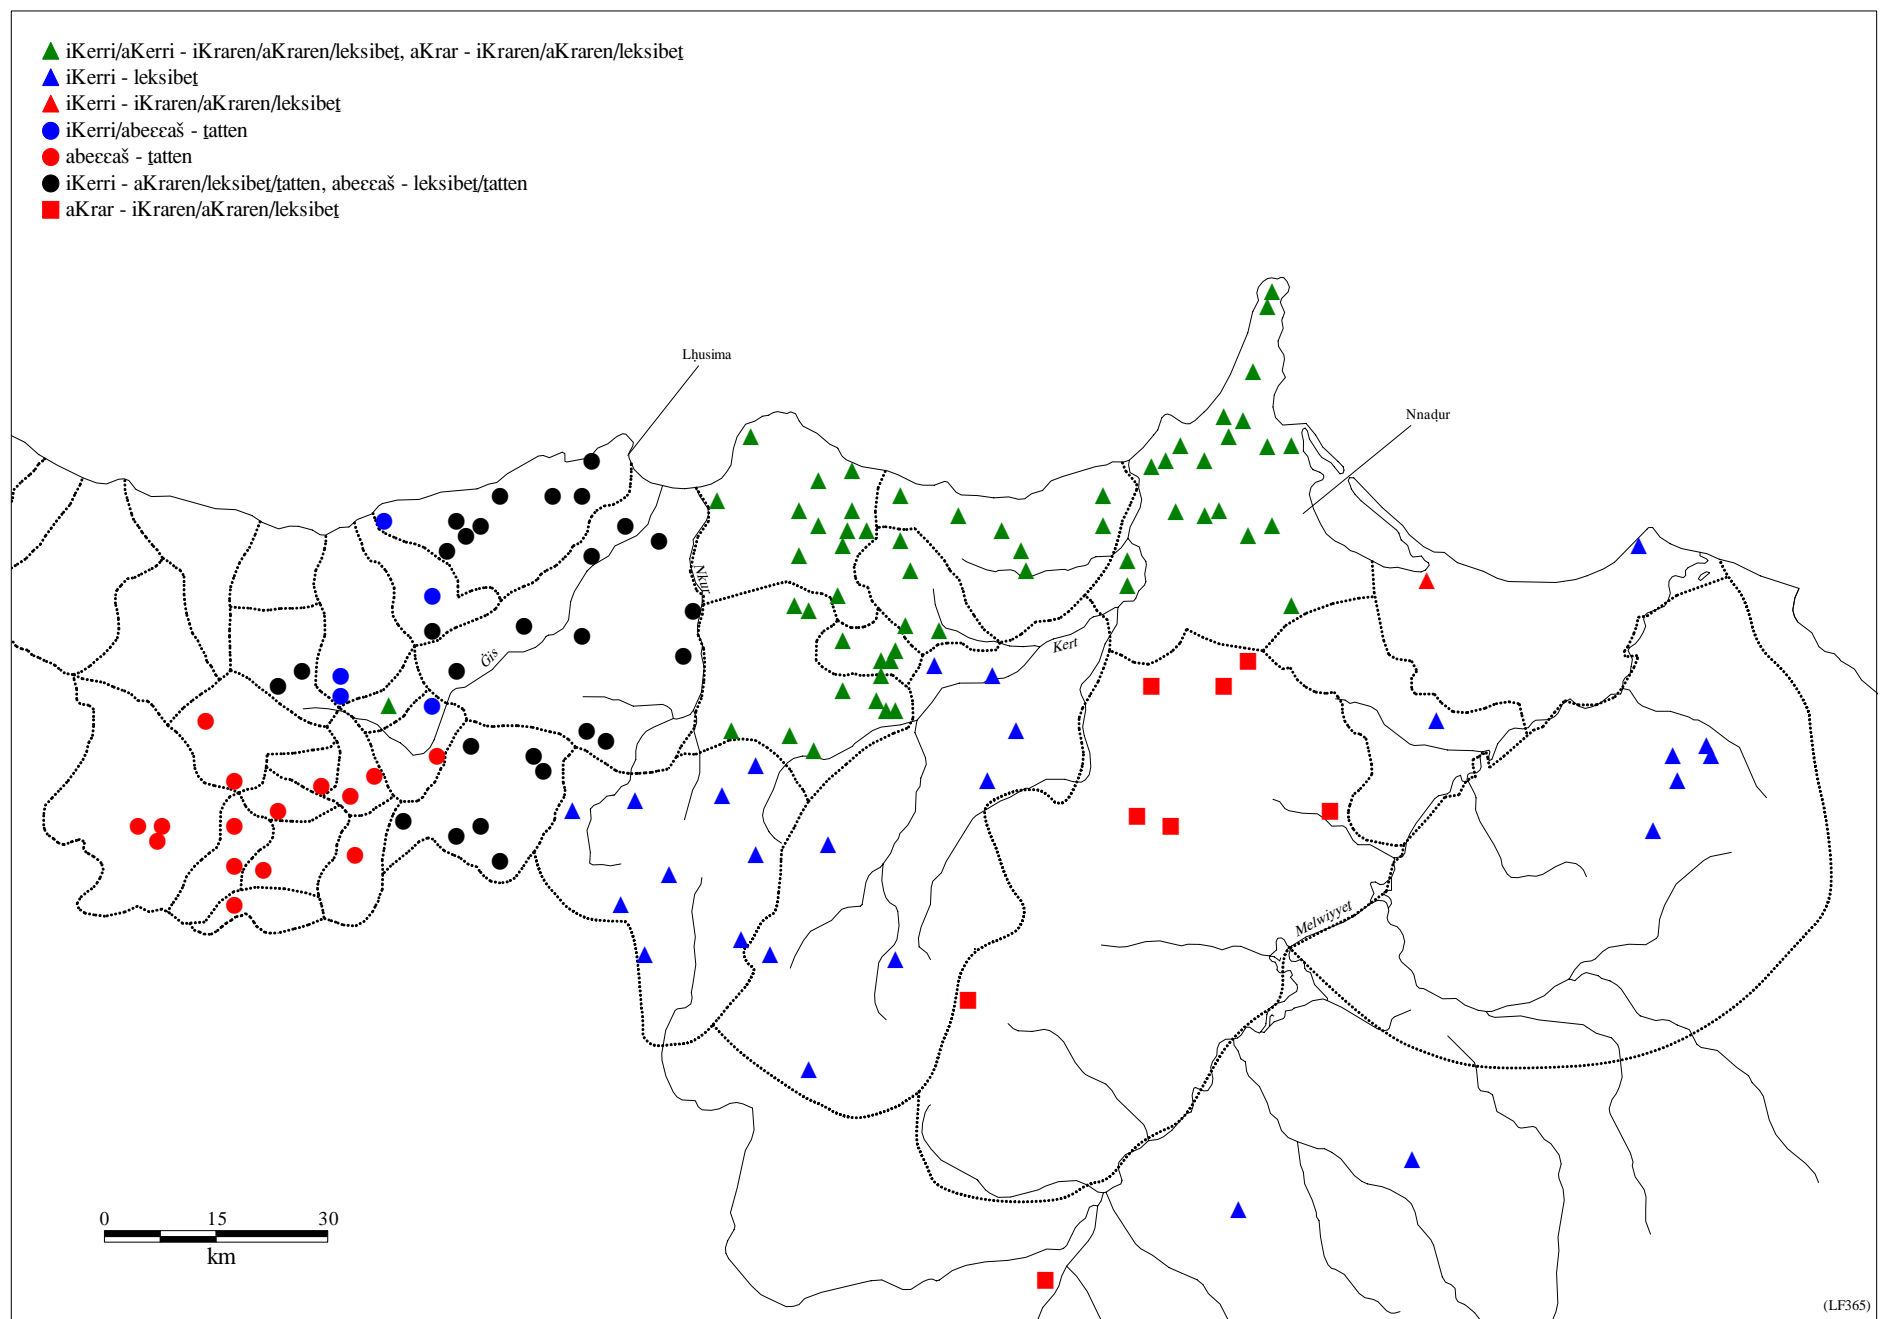 iKerri/aKerri - iKraren/aKraren/leksibeṯ, aKrar - iKraren/aKraren/leksibeṯ
iKerri - leksibeṯ
iKerri - iKraren/aKraren/leksibeṯ
iKerri/abeɛɛaš - ṯatten
abeɛɛaš - ṯatten
iKerri - aKraren/leksibeṯ/ṯatten, abeɛɛaš - leksibeṯ/ṯatten
aKrar - iKraren/aKraren/leksibeṯ
Lḥusima
Nnaḍur
Nkur
Ġis
Kert
Melwiyyet
0 15 30
km
(LF365)